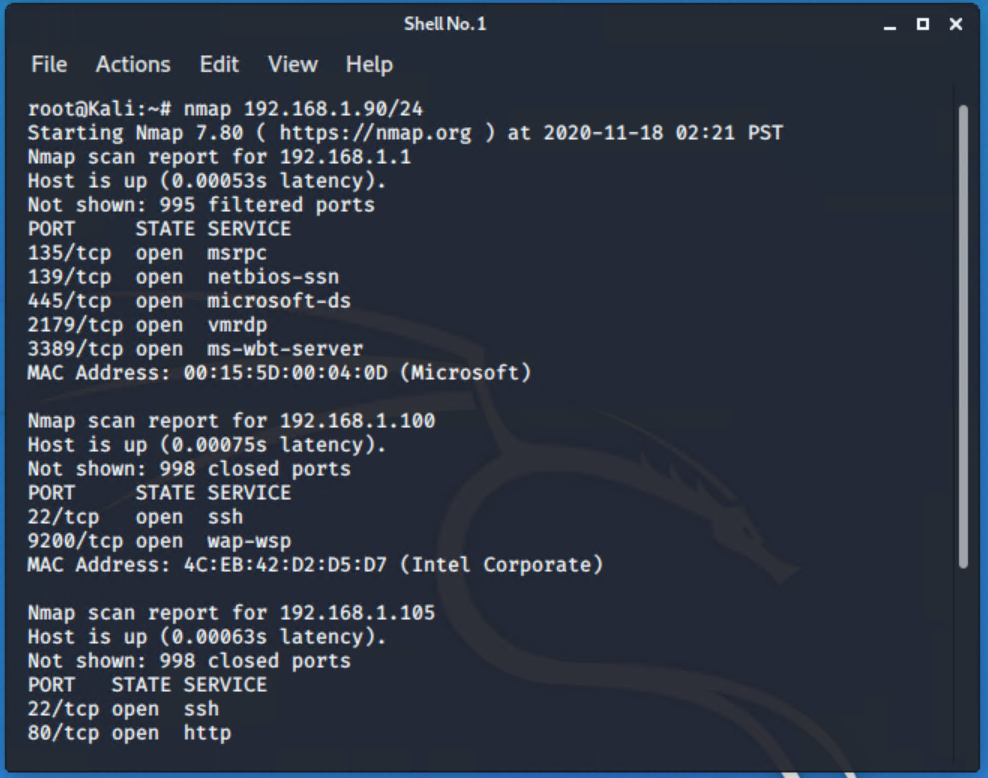 Shell No. 1
File Actions Edit View Help
root@Kali:~# nmap 192.168.1.90/24
Starting Nmap 7.80 ( https://nmap.org ) at 2020-11-18 02:21 PST
Nmap scan report for 192.168.1.1
Host is up (0.00053s latency).
Not shown: 995 filtered ports
PORT     STATE SERVICE
135/tcp  open  msrpc
139/tcp  open  netbios-ssn
445/tcp  open  microsoft-ds
2179/tcp open  vmrdp
3389/tcp open  ms-wbt-server
MAC Address: 00:15:5D:00:04:0D (Microsoft)

Nmap scan report for 192.168.1.100
Host is up (0.00075s latency).
Not shown: 998 closed ports
PORT     STATE SERVICE
22/tcp   open  ssh
9200/tcp open  wap-wsp
MAC Address: 4C:EB:42:D2:D5:D7 (Intel Corporate)

Nmap scan report for 192.168.1.105
Host is up (0.00063s latency).
Not shown: 998 closed ports
PORT   STATE SERVICE
22/tcp open  ssh
80/tcp open  http